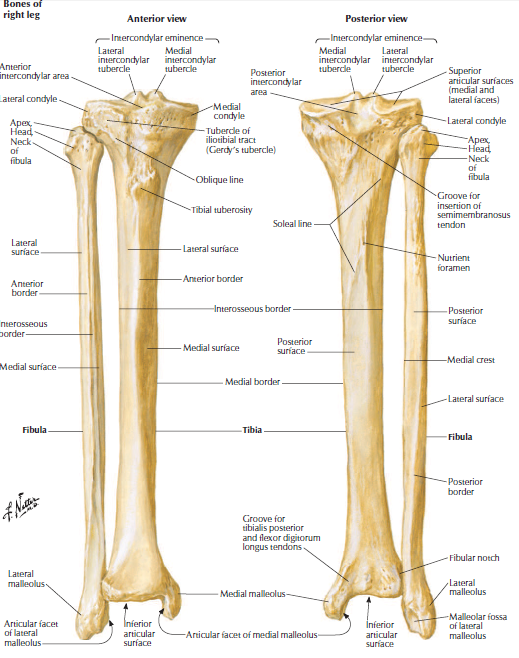 Bones of
right leg
Anterior view
Posterior view
Intercondylar eminence
Lateral
intercondylar
tubercle
Medial
intercondylar
tubercle
Anterior
intercondylar area
Lateral condyle
Apex,
Head,
Neck
of
fibula
Medial
condyle
Tubercle of
iliotibial tract
(Gerdy's tubercle)
Oblique line
Tibial tuberosity
Lateral
surface
Lateral surface
Anterior
border
Anterior border
Interosseous border
nterosseous
border
Medial surface
Medial surface
Medial border
Fibula
Tibia
Lateral
malleolus
Medial malleolus
Articular facet
of lateral
malleolus
Inferior
articular
surface
Articular facet of medial malleolus
Intercondylar eminence
Medial
intercondylar
tubercle
Lateral
intercondylar
tubercle
Posterior
intercondylar
area
Superior
articular surfaces
(medial and
lateral facets)
Lateral condyle
Apex,
Head,
Neck
of
fibula
Groove for
insertion of
semimembranosus
tendon
Soleal line
Nutrient
foramen
Posterior
surface
Posterior
surface
Medial crest
Lateral surface
Fibula
Posterior
border
Groove for
tibialis posterior
and flexor digitorum
longus tendons
Fibular notch
Lateral
malleolus
Malleolar fossa
of lateral
malleolus
Inferior
articular
surface
F. Netter
M.D.